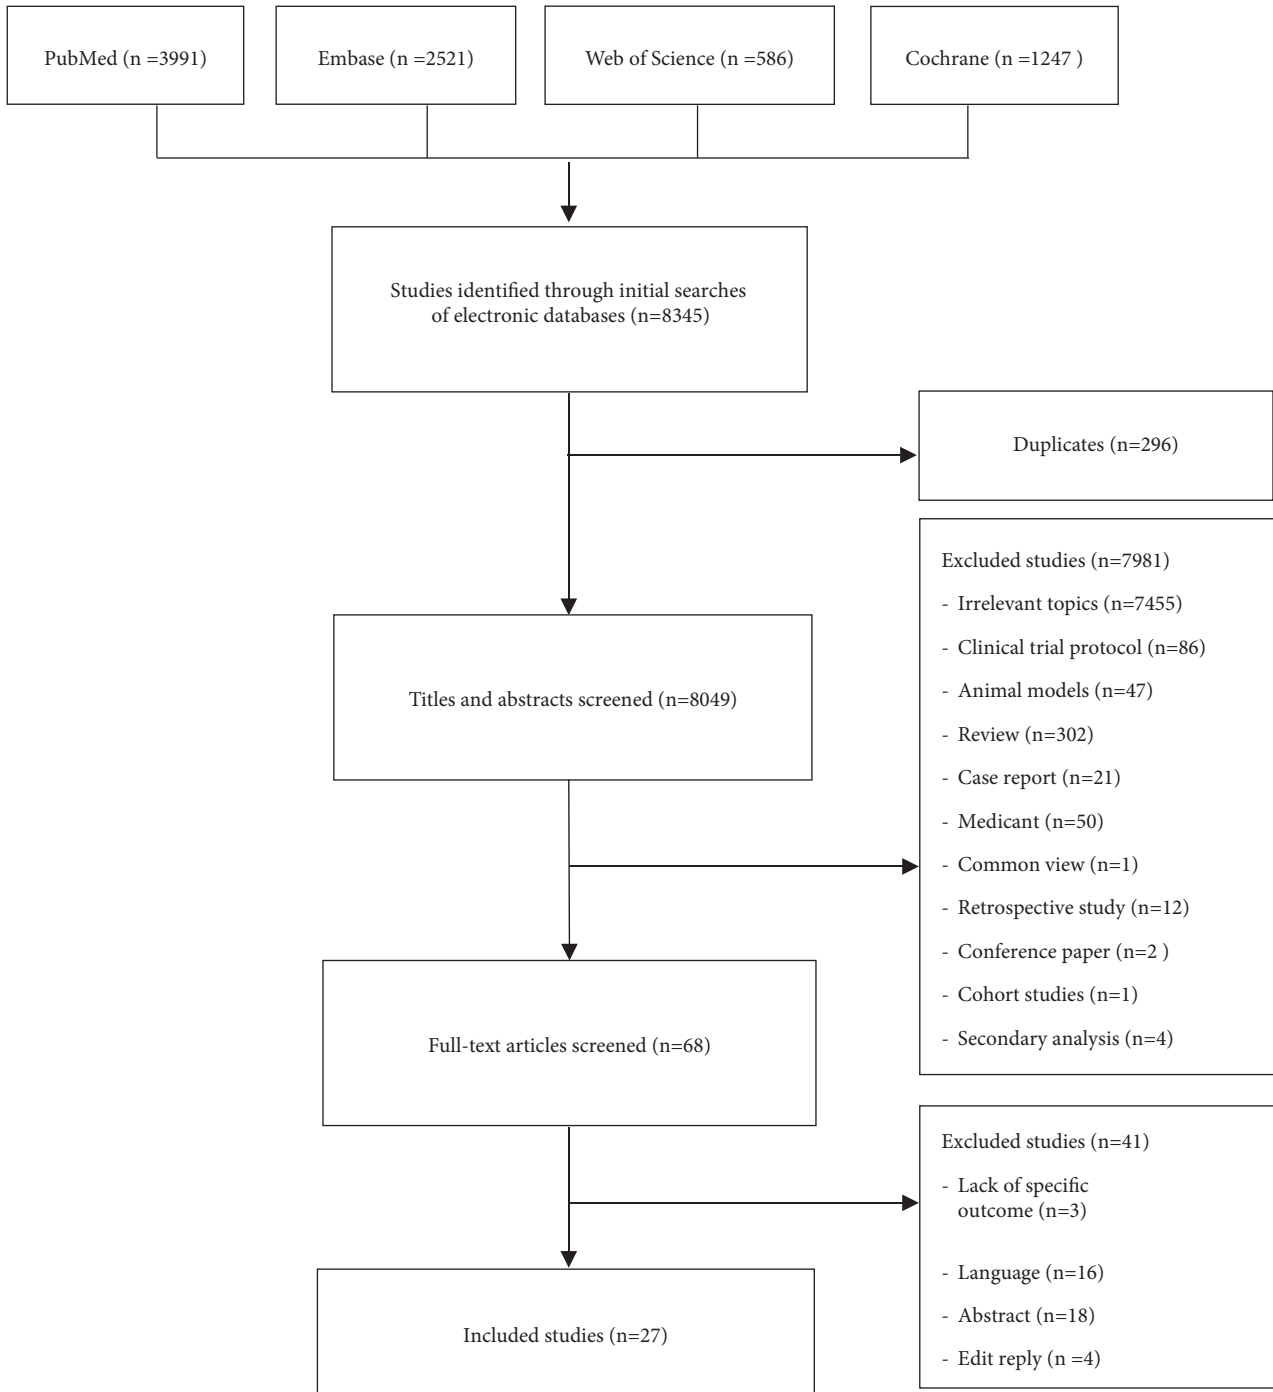 PubMed (n =3991)
Embase (n =2521)
Web of Science (n =586)
Cochrane (n =1247 )
Studies identified through initial searches
of electronic databases (n=8345)
Duplicates (n=296)
Titles and abstracts screened (n=8049)
Excluded studies (n=7981)
- Irrelevant topics (n=7455)
- Clinical trial protocol (n=86)
- Animal models (n=47)
- Review (n=302)
- Case report (n=21)
- Medicant (n=50)
- Common view (n=1)
- Retrospective study (n=12)
- Conference paper (n=2 )
- Cohort studies (n=1)
- Secondary analysis (n=4)
Full-text articles screened (n=68)
Excluded studies (n=41)
- Lack of specific
outcome (n=3)
- Language (n=16)
- Abstract (n=18)
- Edit reply (n =4)
Included studies (n=27)